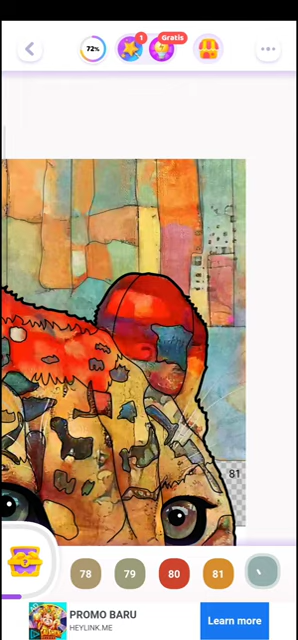 72%
1
Gratis
81
78
79
80
81
PROMO BARU
HEYLINK.ME
Learn more